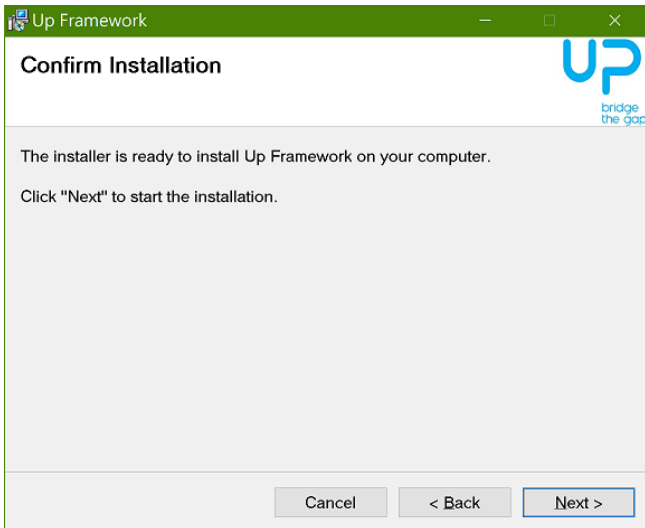 Up Framework
Confirm Installation
UP
bridge
the gap
The installer is ready to install Up Framework on your computer.
Click "Next" to start the installation.
Cancel
< Back
Next >